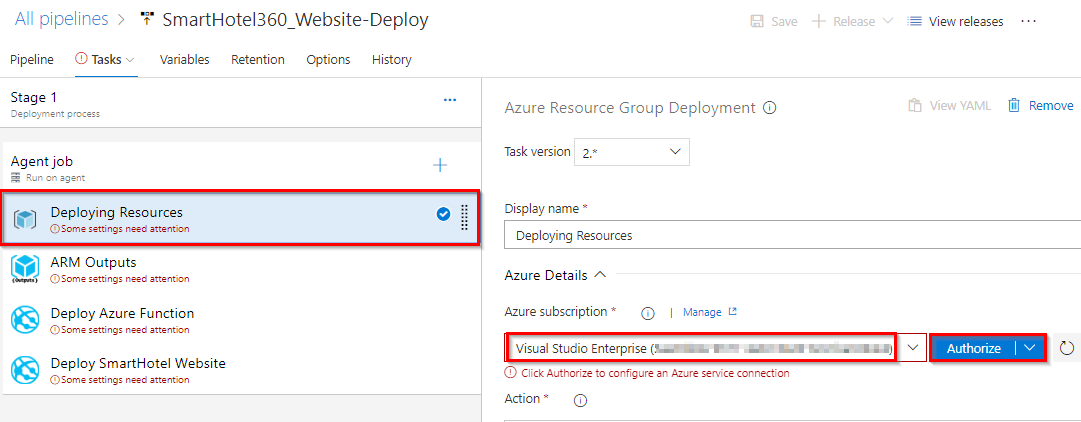 All pipelines > SmartHotel360_Website-Deploy
Save Release View releases ...
Pipeline Tasks Variables Retention Options History
Stage 1
Deployment process
Agent job
Run on agent
Deploying Resources
Some settings need attention
ARM Outputs
{Outputs}
Some settings need attention
Deploy Azure Function
Some settings need attention
Deploy SmartHotel Website
Some settings need attention
Azure Resource Group Deployment
View YAML Remove
Task version 2.*
Display name *
Deploying Resources
Azure Details
Azure subscription * | Manage
Visual Studio Enterprise ( )
Authorize
Click Authorize to configure an Azure service connection
Action *